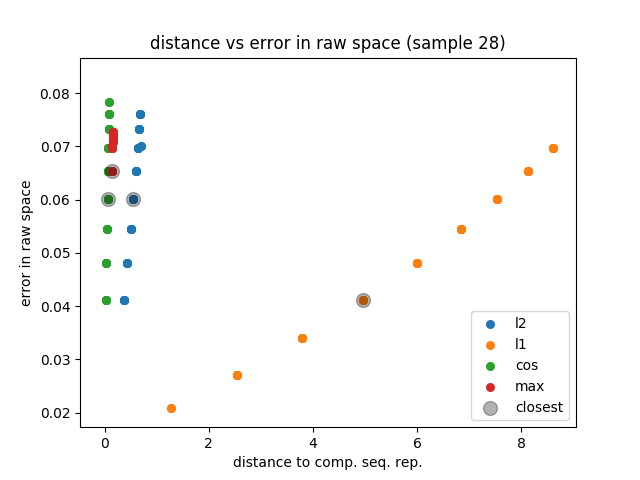 distance vs error in raw space (sample 28)
error in raw space
0.08
0.07
0.06
0.05
0.04
0.03
0.02
0
2
4
6
8
distance to comp. seq. rep.
l2
l1
cos
max
closest